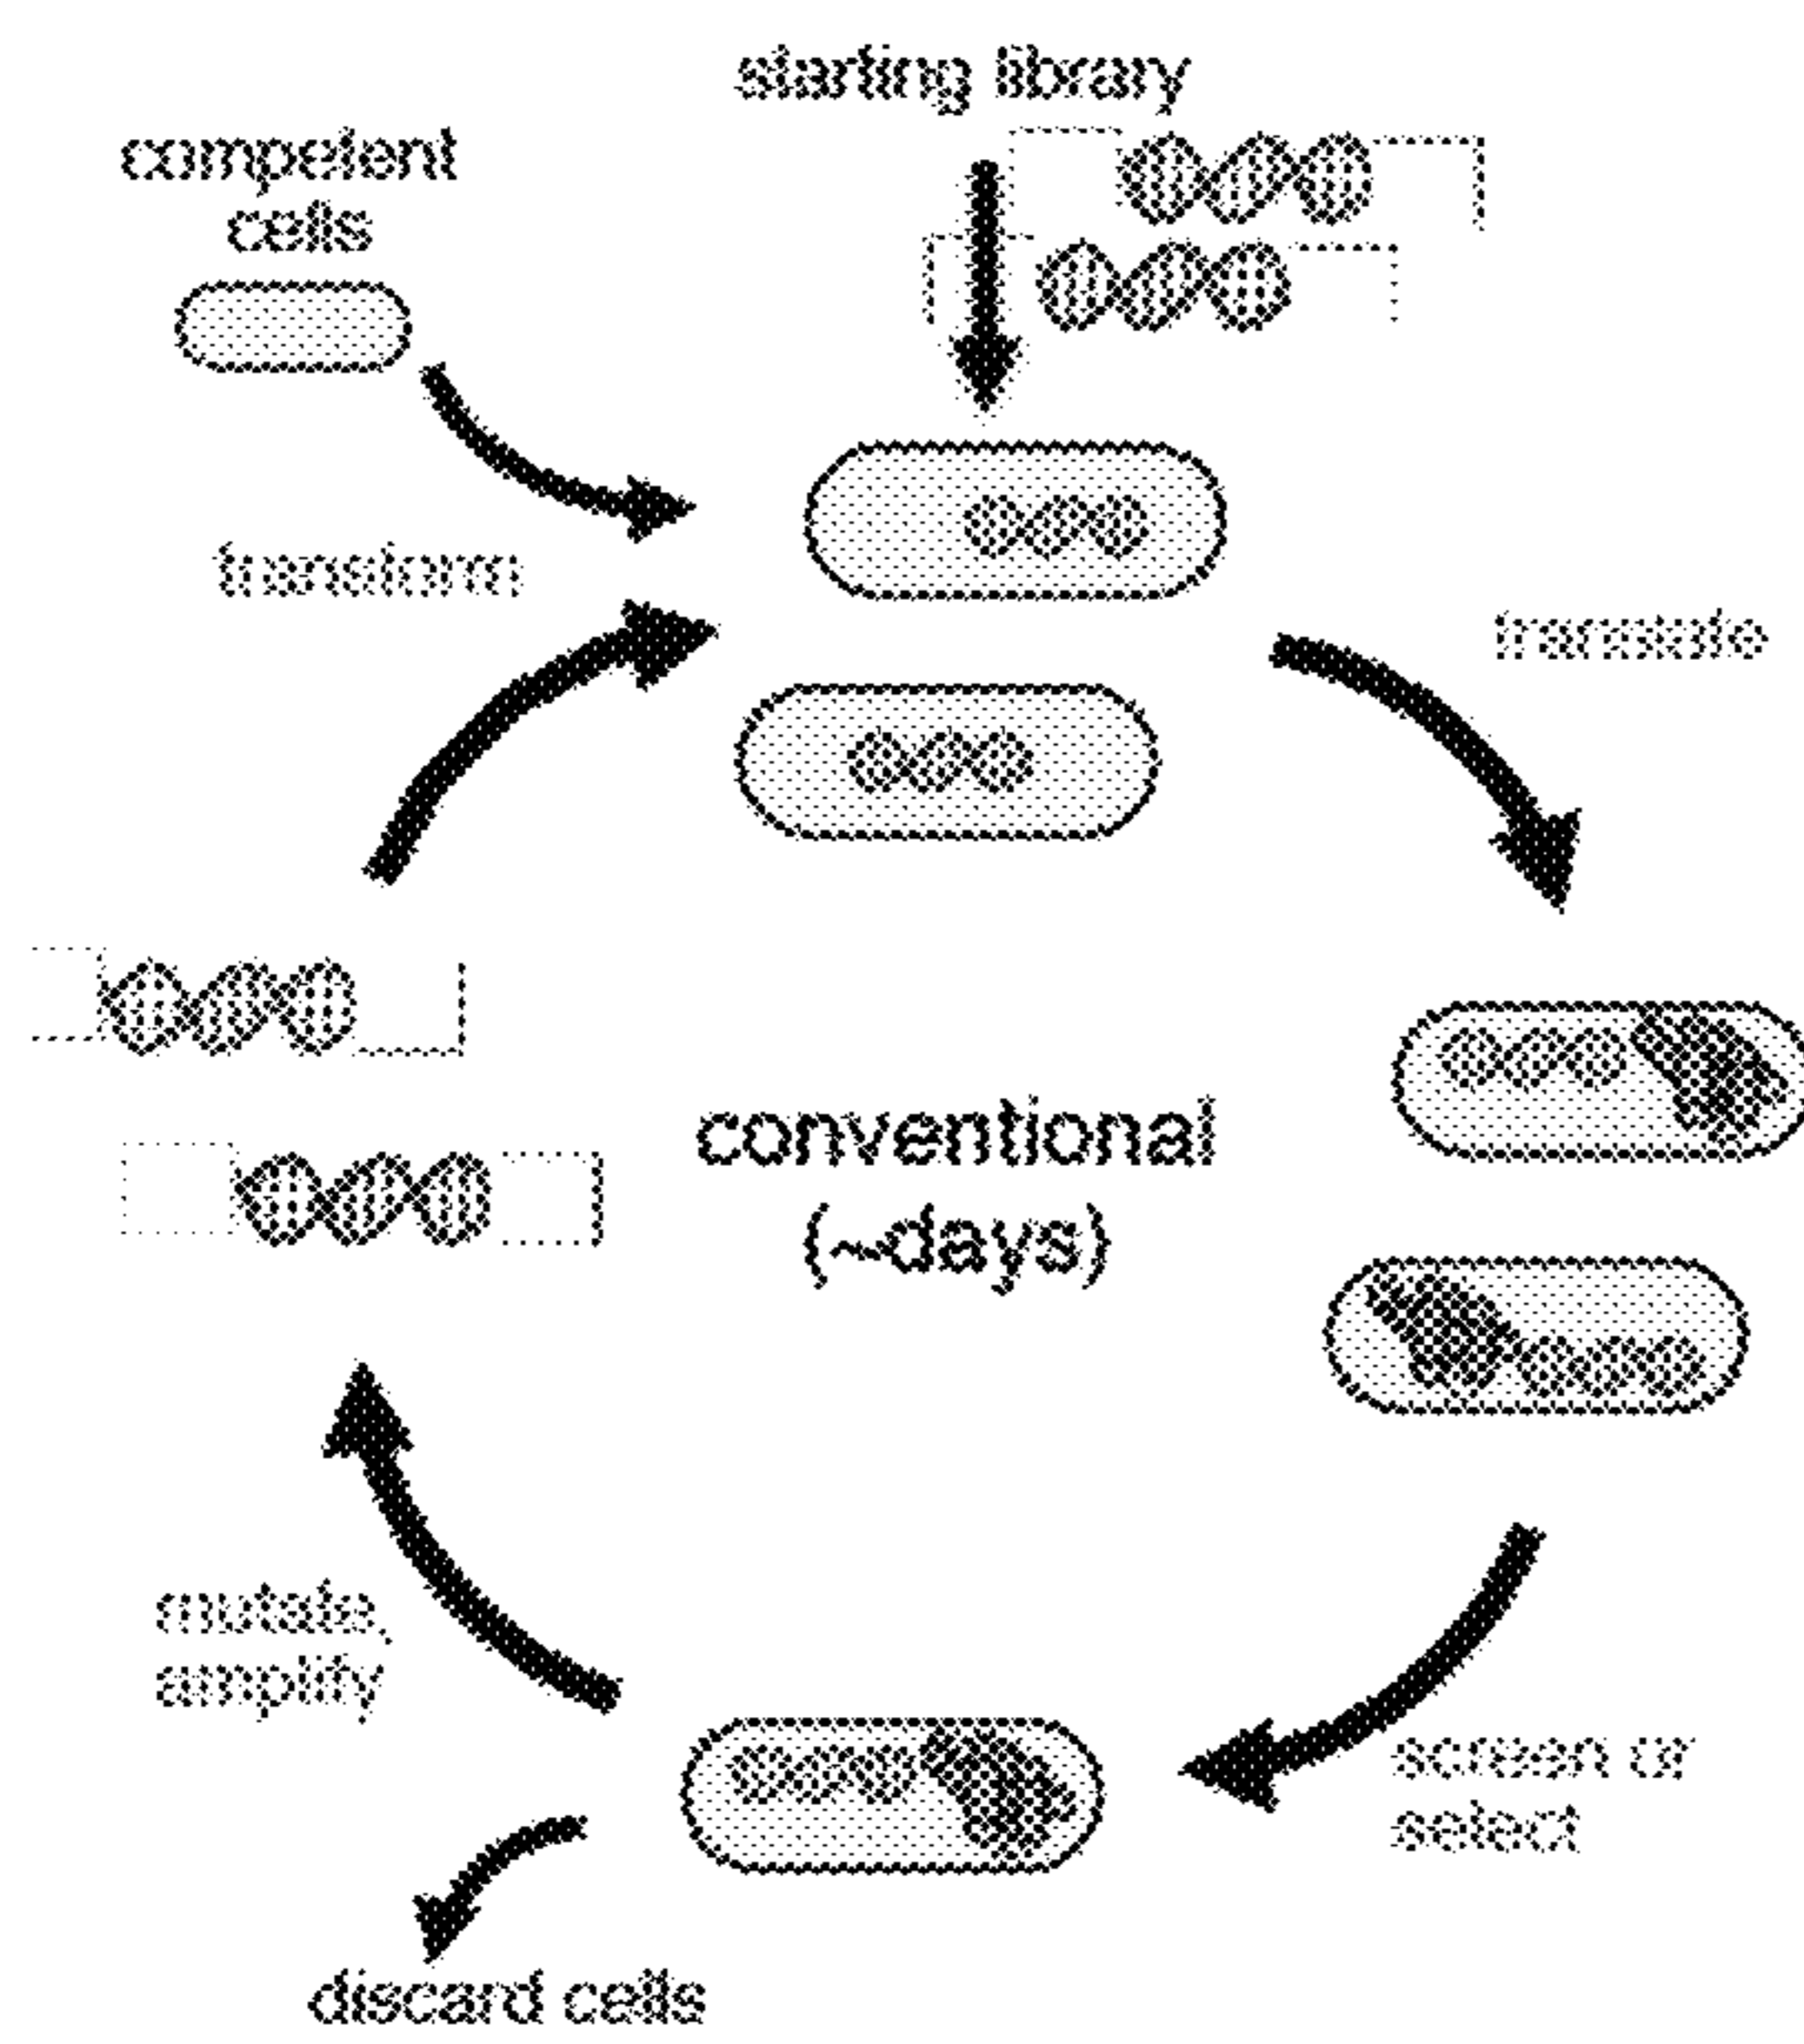 starting library
competent
cells
transform
translate
conventional
(~days)
mutate,
amplify
screen or
select
discard cells